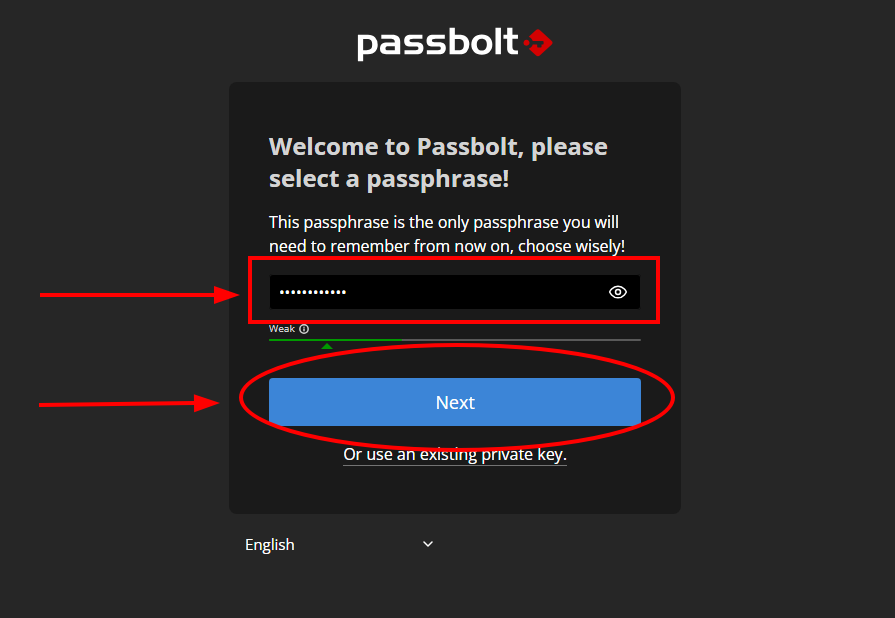 passbolt
Welcome to Passbolt, please
select a passphrase!
This passphrase is the only passphrase you will
need to remember from now on, choose wisely!
••••••••••••
Weak
Next
Or use an existing private key.
English